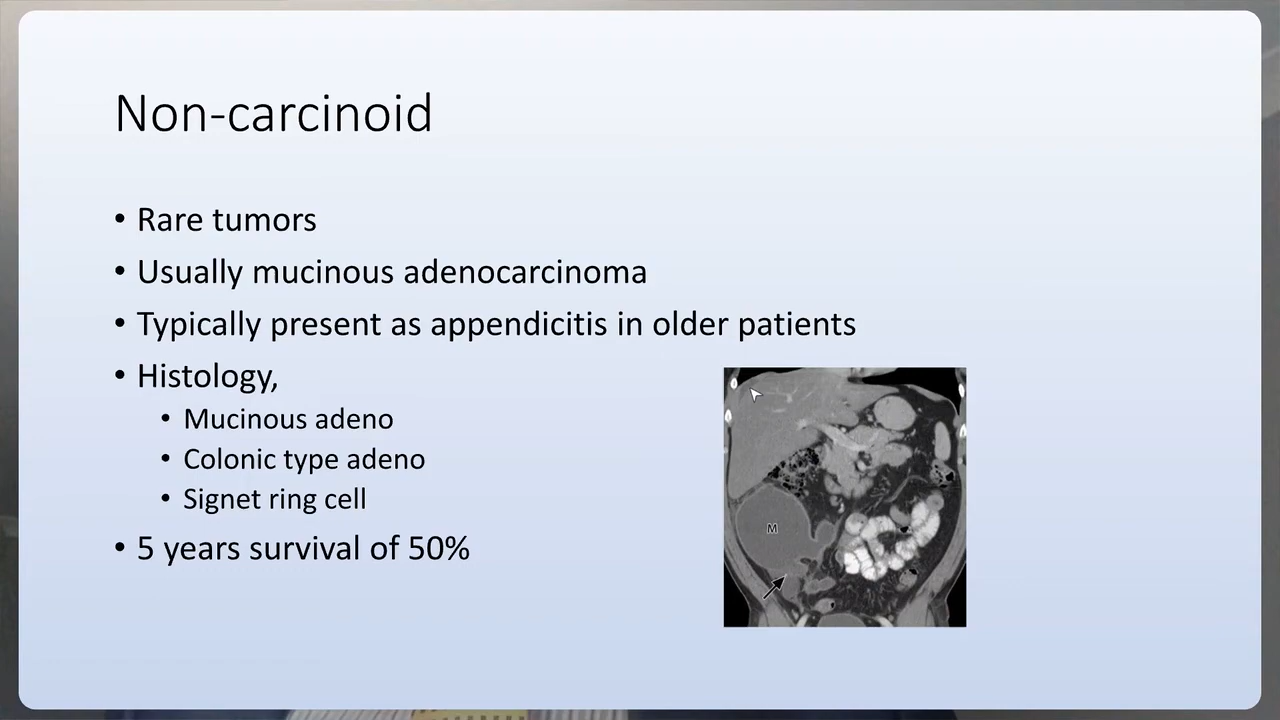 Non-carcinoid
• Rare tumors
• Usually mucinous adenocarcinoma
• Typically present as appendicitis in older patients
• Histology,
• Mucinous adeno
• Colonic type adeno
• Signet ring cell
• 5 years survival of 50%
M